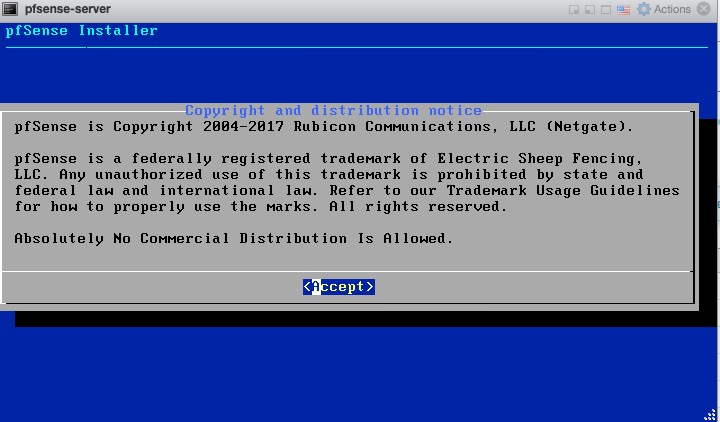 pfsense-server
Actions
pfSense Installer
Copyright and distribution notice
pfSense is Copyright 2004-2017 Rubicon Communications, LLC (Netgate).
pfSense is a federally registered trademark of Electric Sheep Fencing,
LLC. Any unauthorized use of this trademark is prohibited by state and
federal law and international law. Refer to our Trademark Usage Guidelines
for how to properly use the marks. All rights reserved.
Absolutely No Commercial Distribution Is Allowed.
<Accept>